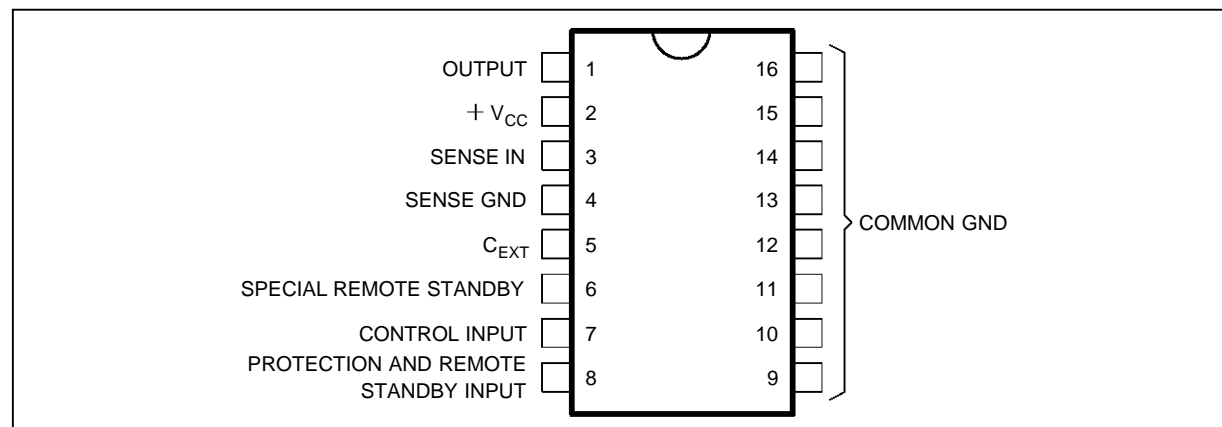 OUTPUT 1 16
+ VCC 2 15
SENSE IN 3 14
SENSE GND 4 13
COMMON GND
CEXT 5 12
SPECIAL REMOTE STANDBY 6 11
CONTROL INPUT 7 10
PROTECTION AND REMOTE
STANDBY INPUT 8 9